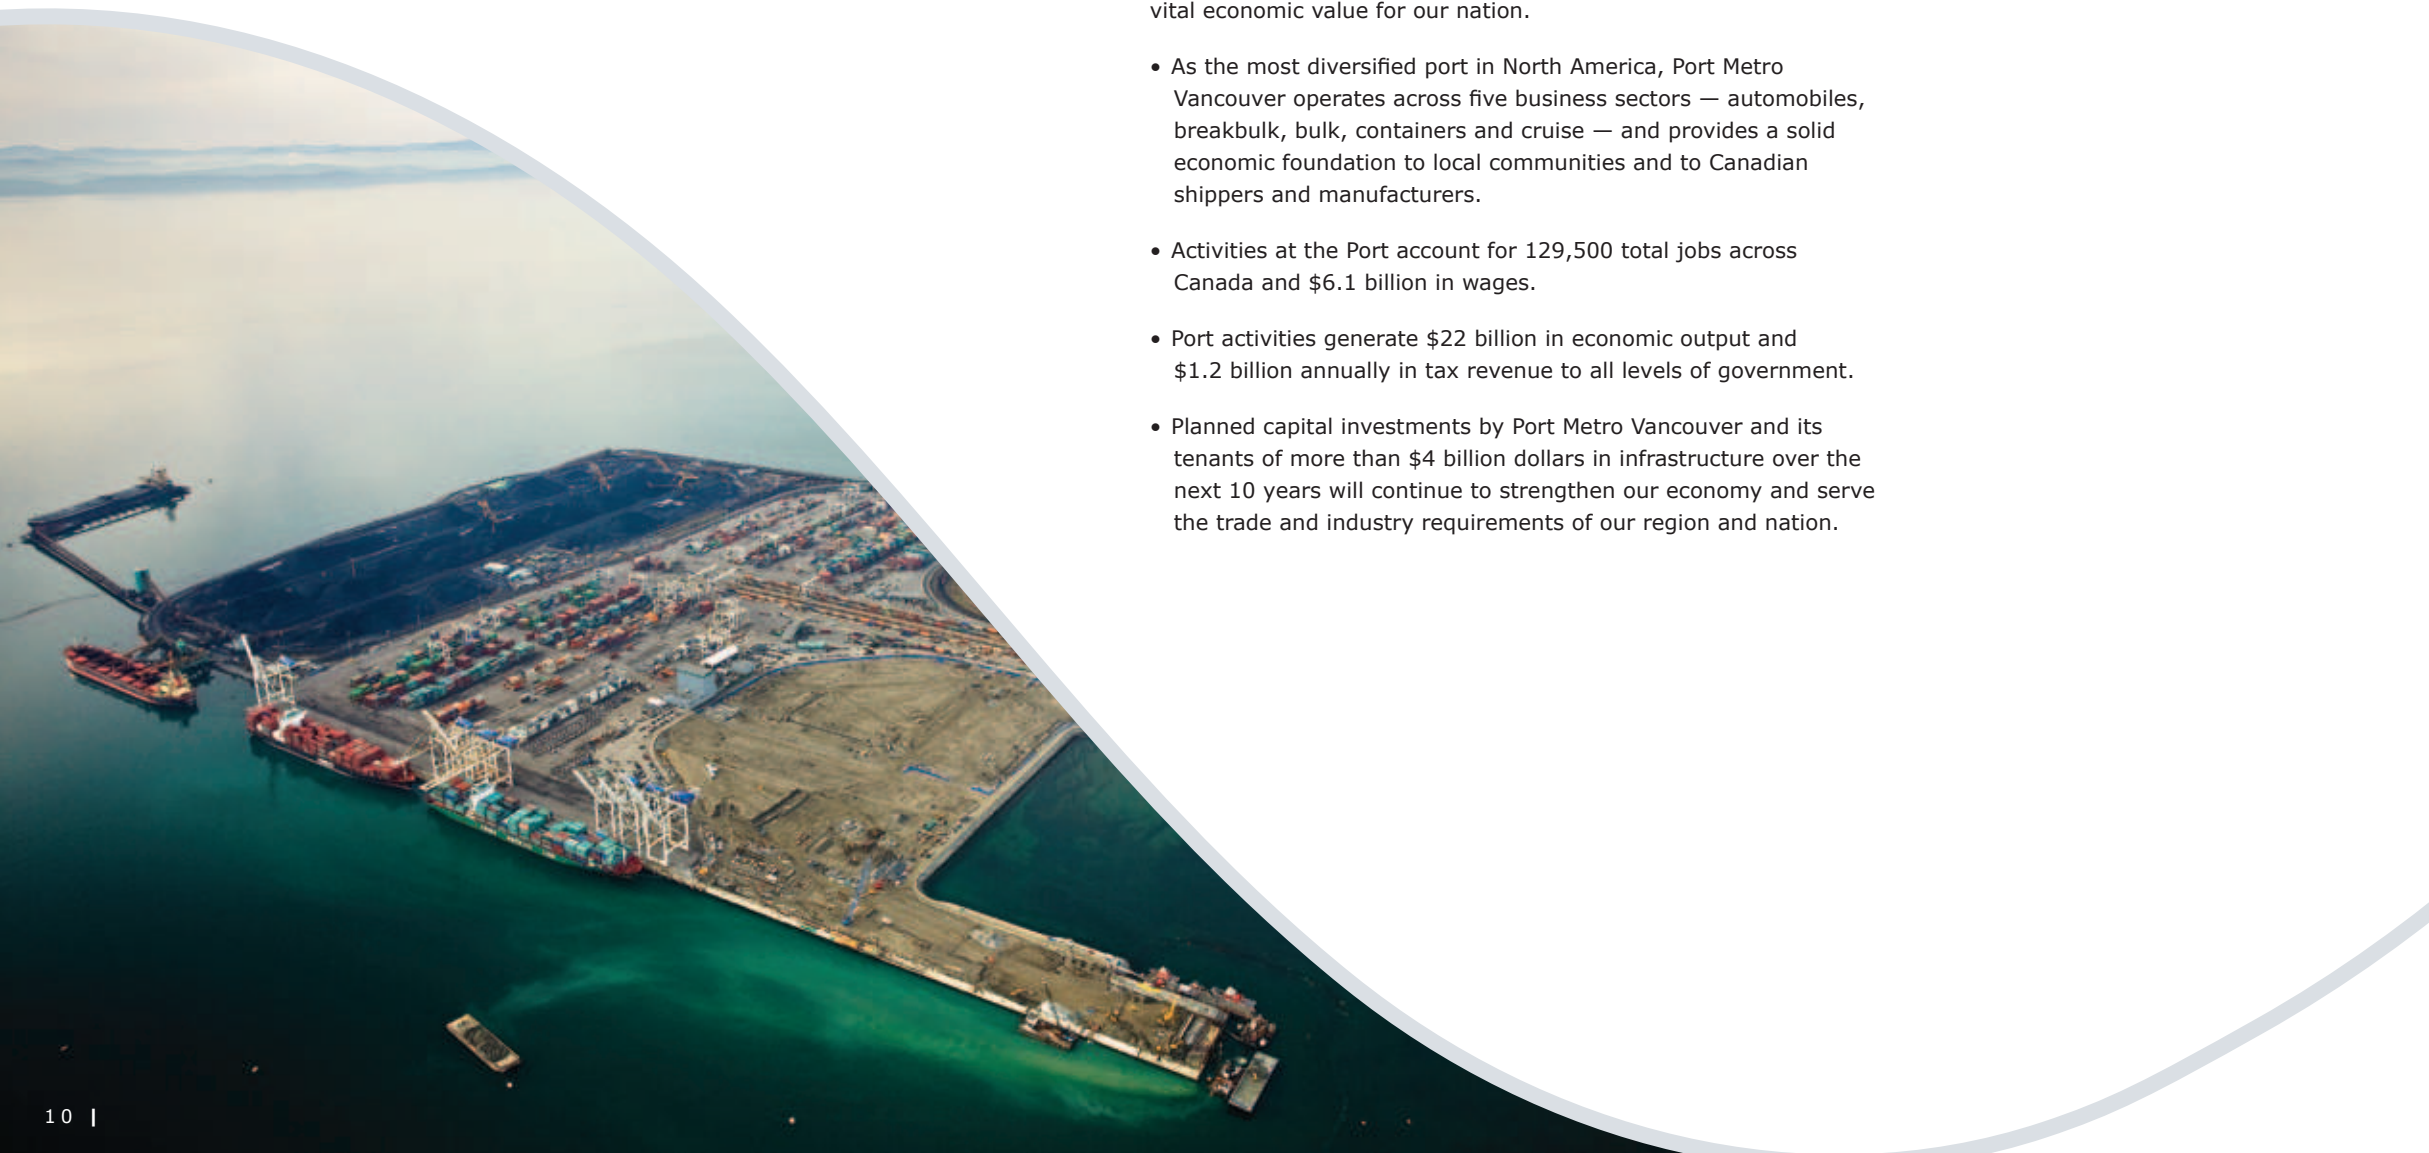 vital economic value for our nation.
• As the most diversified port in North America, Port Metro
Vancouver operates across five business sectors — automobiles,
breakbulk, bulk, containers and cruise — and provides a solid
economic foundation to local communities and to Canadian
shippers and manufacturers.
• Activities at the Port account for 129,500 total jobs across
Canada and $6.1 billion in wages.
• Port activities generate $22 billion in economic output and
$1.2 billion annually in tax revenue to all levels of government.
• Planned capital investments by Port Metro Vancouver and its
tenants of more than $4 billion dollars in infrastructure over the
next 10 years will continue to strengthen our economy and serve
the trade and industry requirements of our region and nation.
10 |